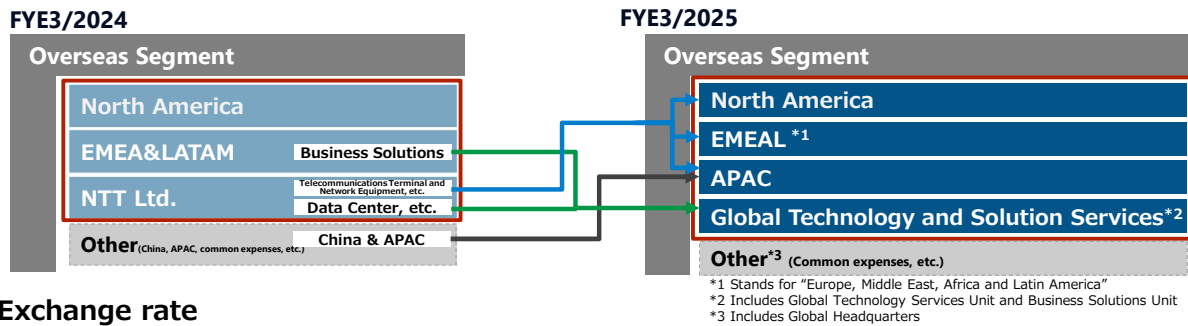 FYE3/2024
Overseas Segment
North America
EMEA&LATAM
Business Solutions
NTT Ltd.
Telecommunications Terminal and
Network Equipment, etc.
Data Center, etc.
Other(China, APAC, common expenses, etc.)
China & APAC
FYE3/2025
Overseas Segment
North America
EMEAL *1
APAC
Global Technology and Solution Services*2
Other*3 (Common expenses, etc.)
*1 Stands for “Europe, Middle East, Africa and Latin America”
*2 Includes Global Technology Services Unit and Business Solutions Unit
*3 Includes Global Headquarters
Exchange rate